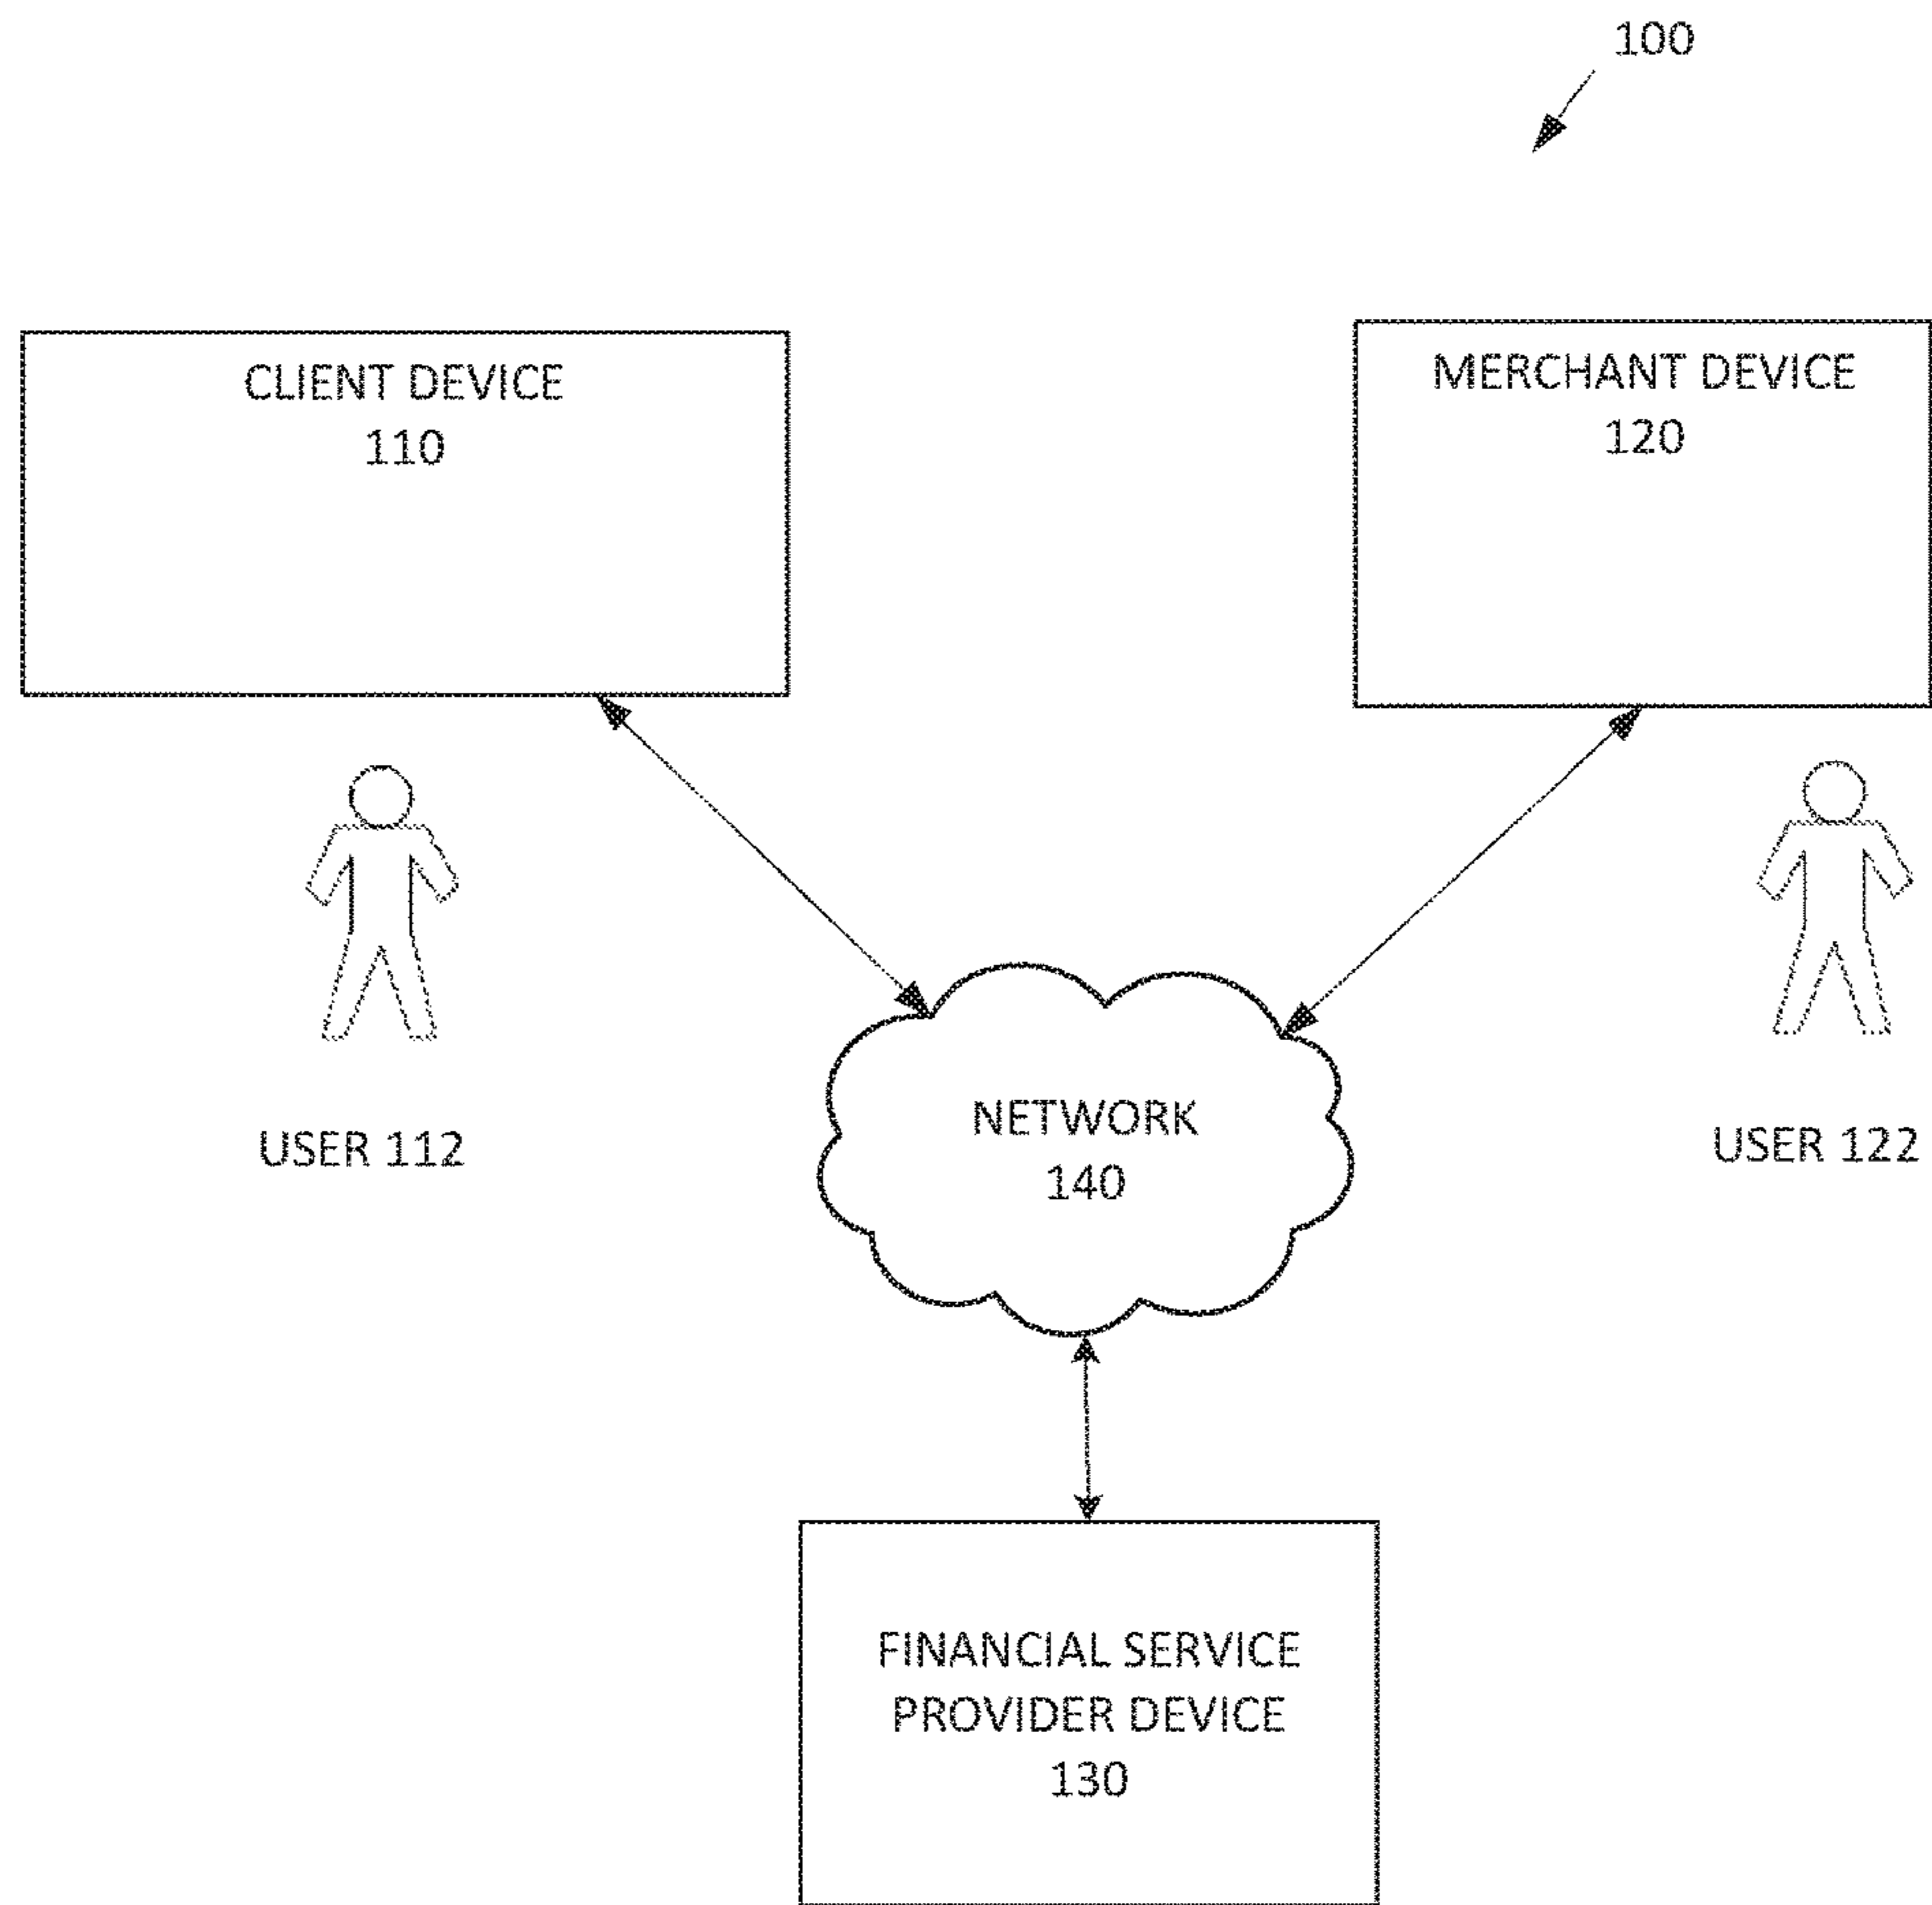 100
CLIENT DEVICE
110
MERCHANT DEVICE
120
USER 112
NETWORK
140
USER 122
FINANCIAL SERVICE
PROVIDER DEVICE
130